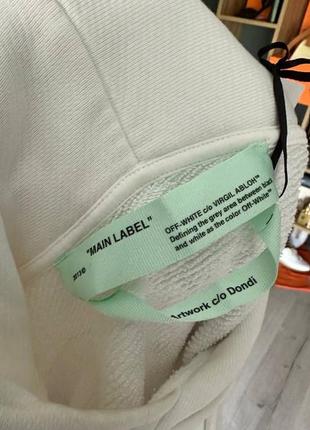 "MAIN LABEL"
OFF-WHITE c/o VIRGIL ABLOH™
Defining the grey area between black
and white as the color Off-White™
Artwork c/o Dondi